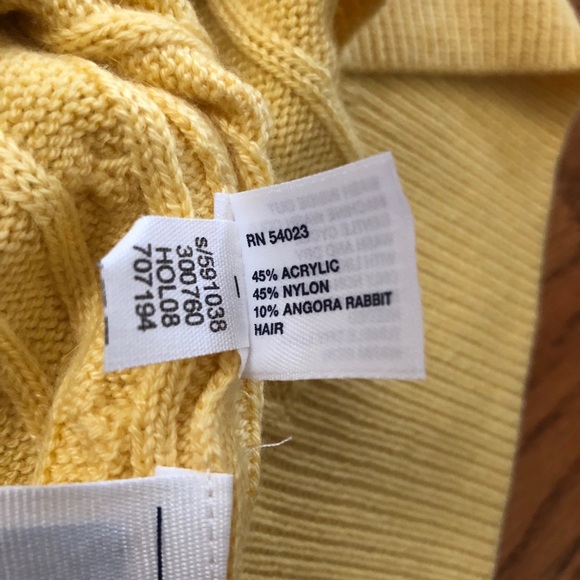 s/591038
300760
HOL08
707194
RN 54023
45% ACRYLIC
45% NYLON
10% ANGORA RABBIT
HAIR